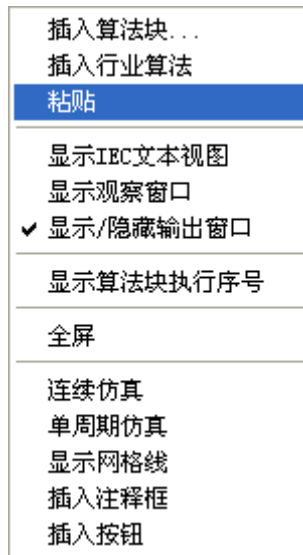 插入算法块...
插入行业算法
粘贴
显示IEC文本视图
显示观察窗口
显示/隐藏输出窗口
显示算法块执行序号
全屏
连续仿真
单周期仿真
显示网格线
插入注释框
插入按钮